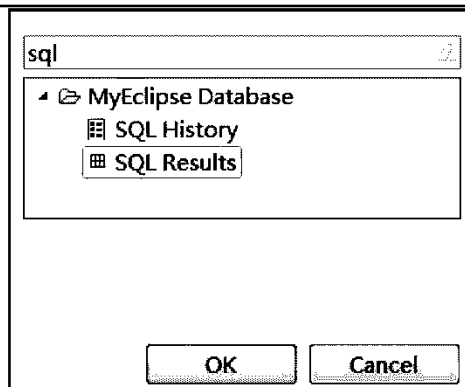 sql
MyEclipse Database
SQL History
SQL Results
OK
Cancel